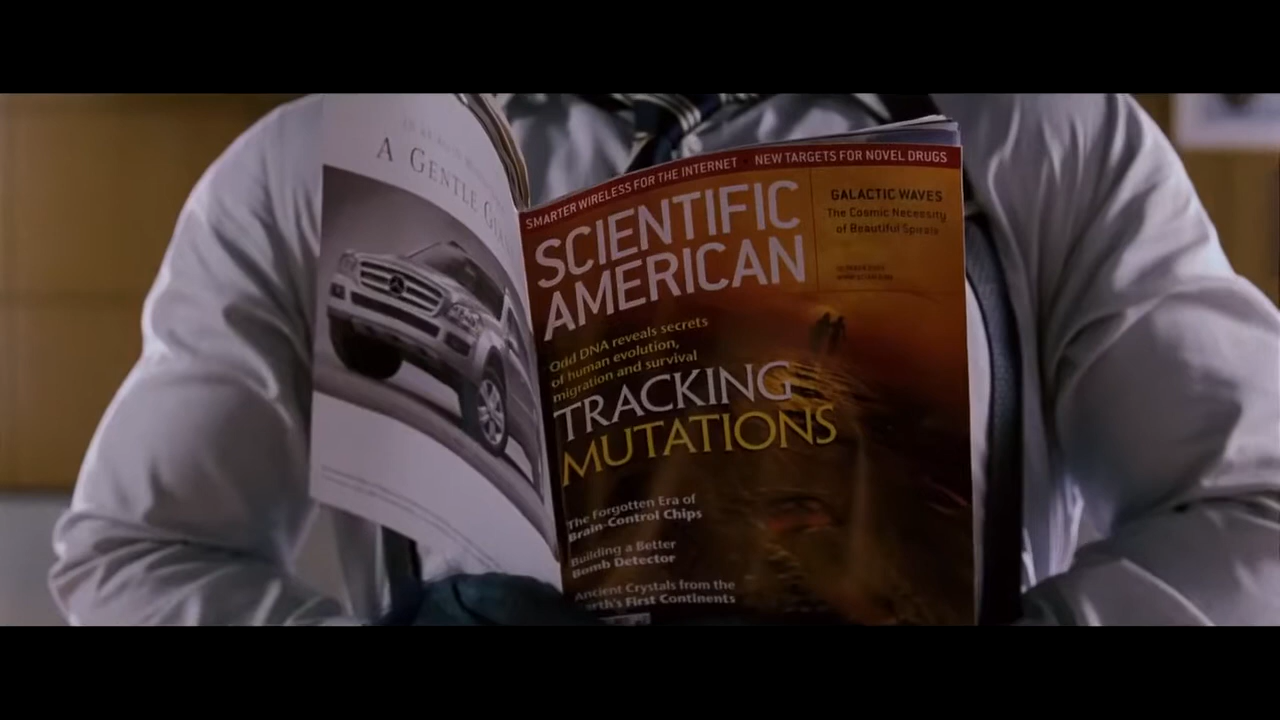 A GENTLE
SMARTER WIRELESS FOR THE INTERNET • NEW TARGETS FOR NOVEL DRUGS
SCIENTIFIC
AMERICAN
GALACTIC WAVES
The Cosmic Necessity
of Beautiful Spirals
Odd DNA reveals secrets
of human evolution,
migration and survival
TRACKING
MUTATIONS
The Forgotten Era of
Brain-Control Chips
Building a Better
Bomb Detector
Ancient Crystals from the
Earth's First Continents